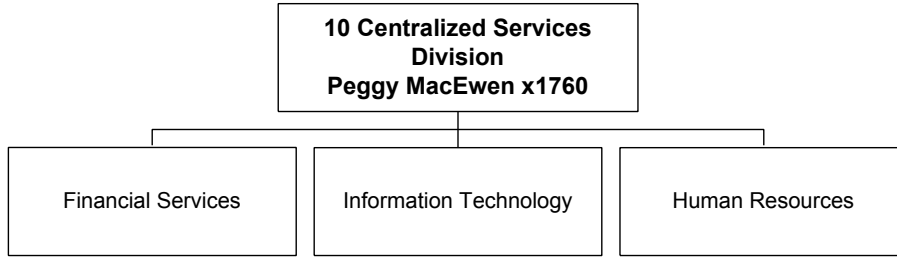 10 Centralized Services
Division
Peggy MacEwen x1760
Financial Services
Information Technology
Human Resources